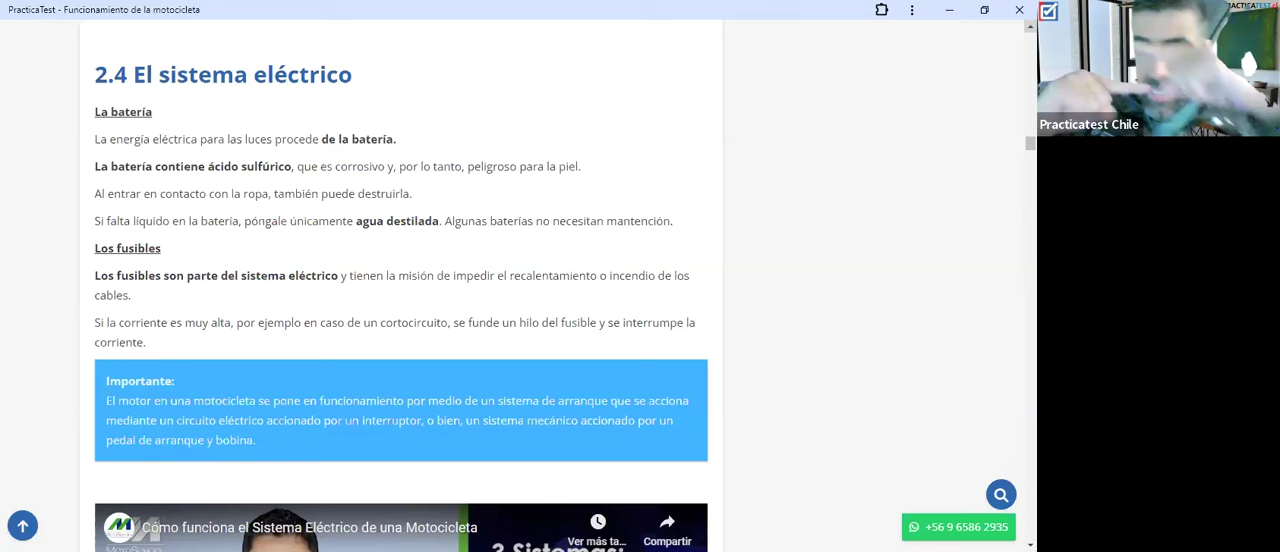 PracticaTest - Funcionamiento de la motocicleta
2.4 El sistema eléctrico
La batería
La energía eléctrica para las luces procede de la batería.
La batería contiene ácido sulfúrico, que es corrosivo y, por lo tanto, peligroso para la piel.
Al entrar en contacto con la ropa, también puede destruirla.
Si falta líquido en la batería, póngale únicamente agua destilada. Algunas baterías no necesitan mantención.
Los fusibles
Los fusibles son parte del sistema eléctrico y tienen la misión de impedir el recalentamiento o incendio de los
cables.
Si la corriente es muy alta, por ejemplo en caso de un cortocircuito, se funde un hilo del fusible y se interrumpe la
corriente.
Importante:
El motor en una motocicleta se pone en funcionamiento por medio de un sistema de arranque que se acciona
mediante un circuito eléctrico accionado por un interruptor, o bien, un sistema mecánico accionado por un
pedal de arranque y bobina.
Cómo funciona el Sistema Eléctrico de una Motocicleta
Ver más ta...
Compartir
2 Sistemas:
+56 9 6586 2935
Practicatest Chile